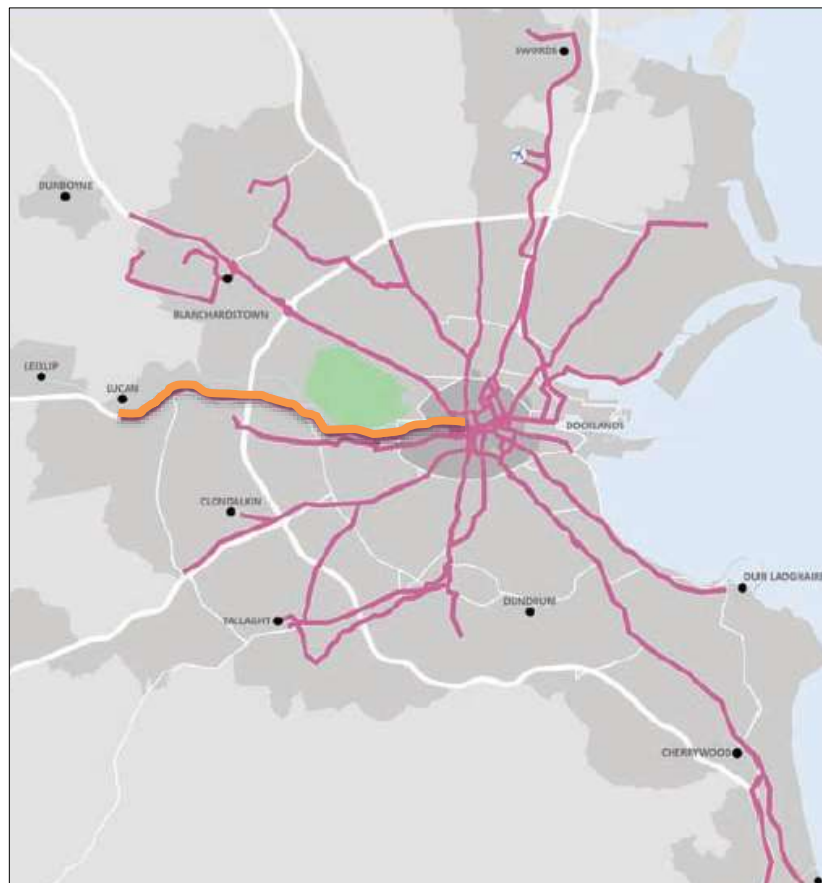 SWORDS
DUNBOYNE
BLANCHARDSTOWN
LEIXLIP
LUCAN
DOCKLANDS
CLONDALKIN
DUN LAOGHAIRE
DUNDRUM
TALLAGHT
CHERRYWOOD